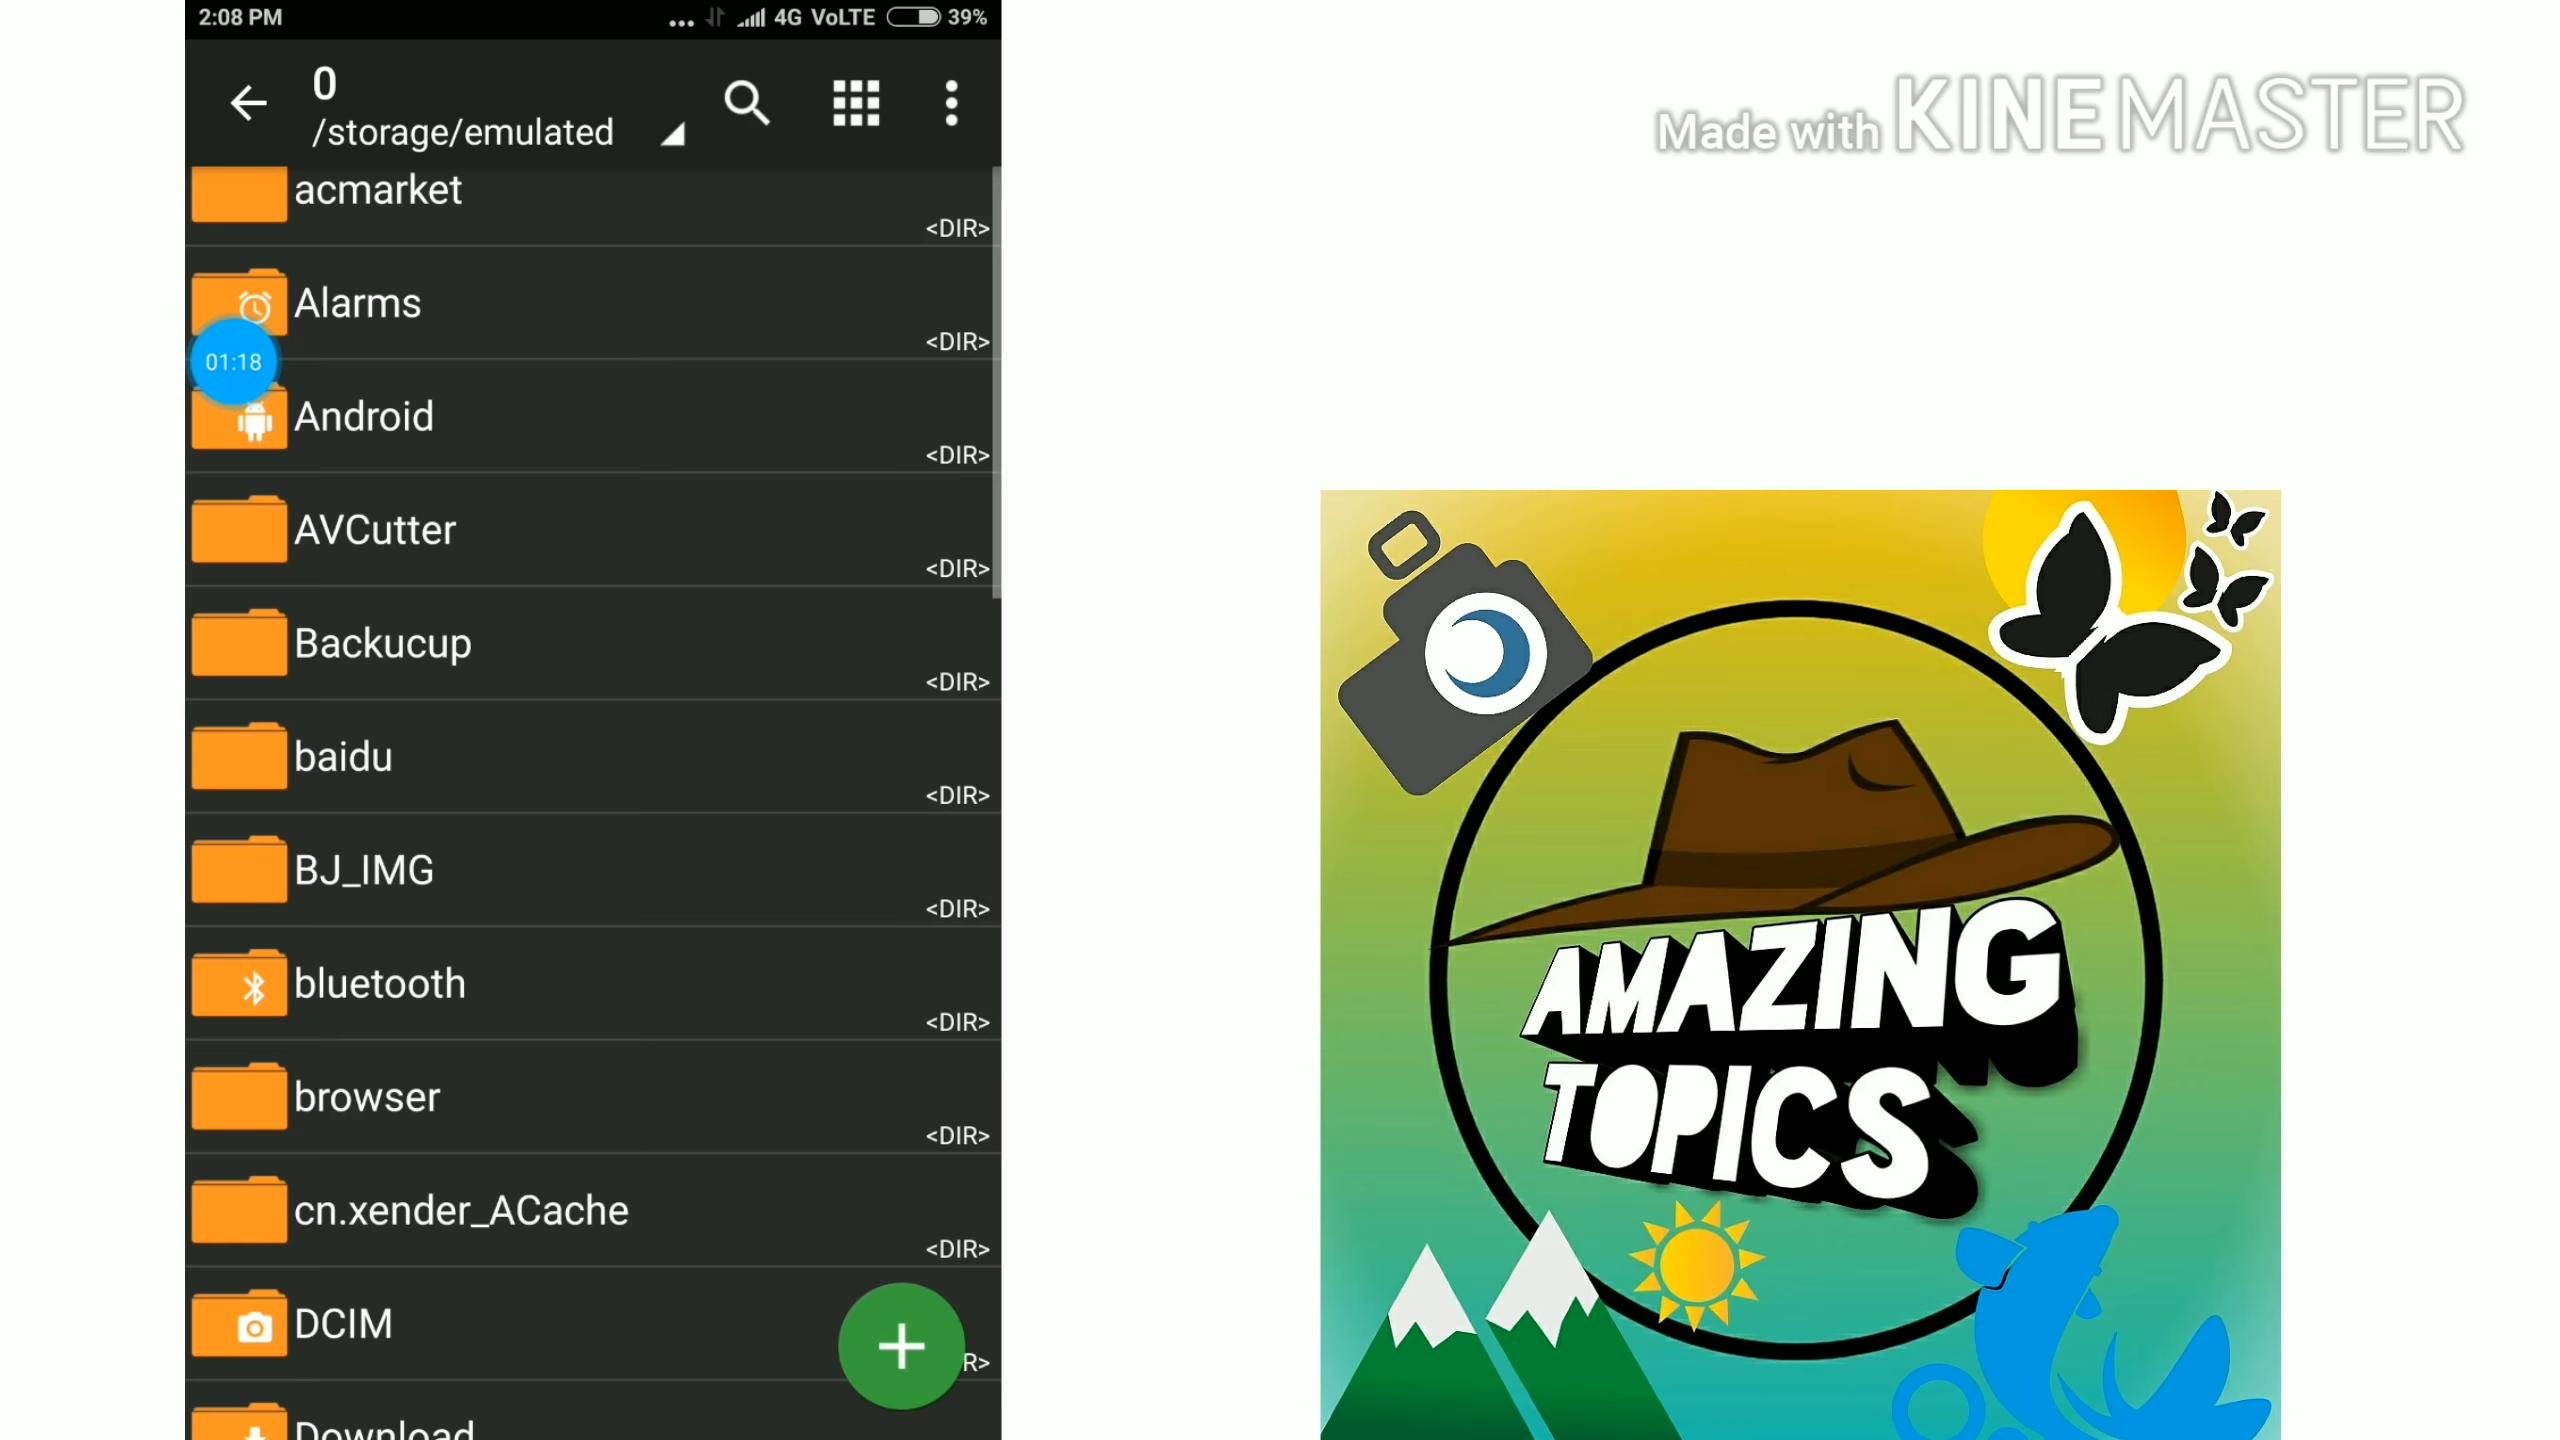 2:08 PM
... 4G VoLTE 39%
0
/storage/emulated
acmarket
<DIR>
Alarms
<DIR>
01:18
Android
<DIR>
AVCutter
<DIR>
Backucup
<DIR>
baidu
<DIR>
BJ_IMG
<DIR>
bluetooth
<DIR>
browser
<DIR>
cn.xender_ACache
<DIR>
DCIM
R>
Download
Made with KINEMASTER
AMAZING
TOPICS